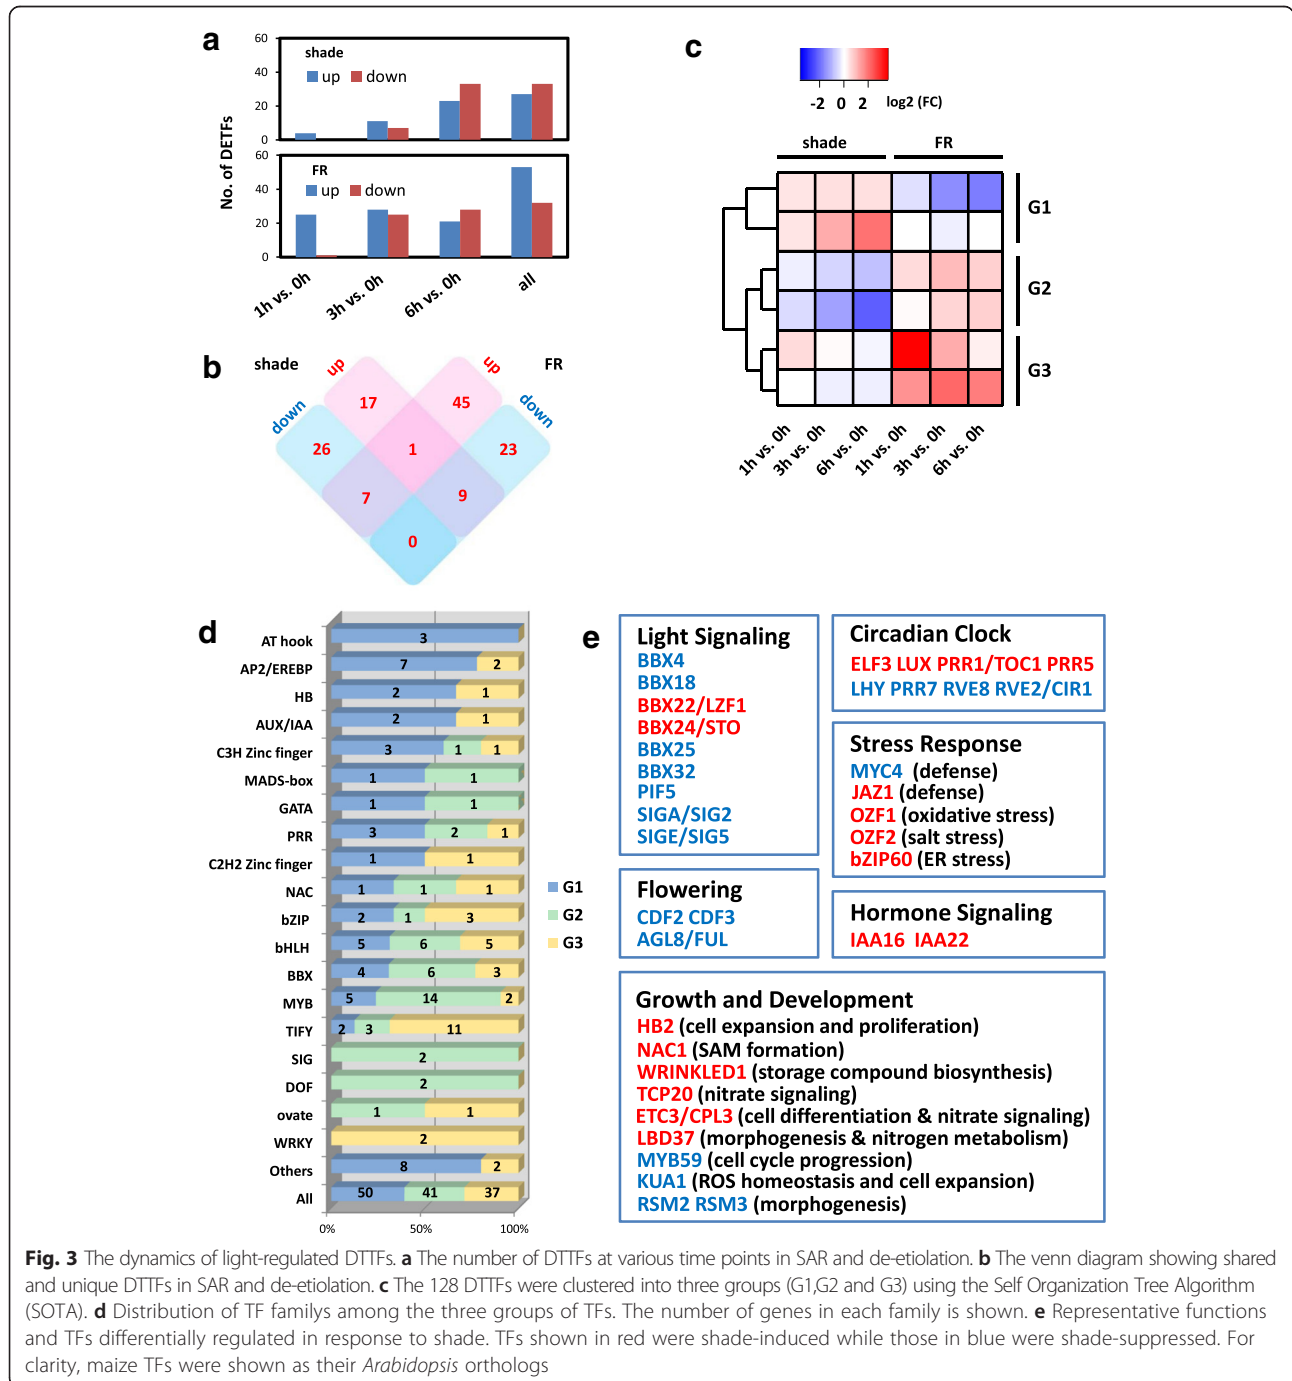 a
60
40
20
0
shade
up down
60
40
20
0
FR
up down
No. of DETFs
1h vs. 0h
3h vs. 0h
6h vs. 0h
all
b
shade
up
up
FR
down
down
17
45
26
1
23
7
9
0
c
-2 0 2 log2 (FC)
shade
FR
G1
G2
G3
1h vs. 0h
3h vs. 0h
6h vs. 0h
1h vs. 0h
3h vs. 0h
6h vs. 0h
d
AT hook 3
AP2/EREBP 7 2
HB 2 1
AUX/IAA 2 1
C3H Zinc finger 3 1 1
MADS-box 1 1
GATA 1 1
PRR 3 2 1
C2H2 Zinc finger 1 1
NAC 1 1 1
bZIP 2 1 3
bHLH 5 6 5
BBX 4 6 3
MYB 5 14 2
TIFY 2 3 11
SIG 2
DOF 2
ovate 1 1
WRKY 2
Others 8 2
All 50 41 37
0% 50% 100%
G1
G2
G3
e
Light Signaling
BBX4
BBX18
BBX22/LZF1
BBX24/STO
BBX25
BBX32
PIF5
SIGA/SIG2
SIGE/SIG5
Circadian Clock
ELF3 LUX PRR1/TOC1 PRR5
LHY PRR7 RVE8 RVE2/CIR1
Stress Response
MYC4 (defense)
JAZ1 (defense)
OZF1 (oxidative stress)
OZF2 (salt stress)
bZIP60 (ER stress)
Flowering
CDF2 CDF3
AGL8/FUL
Hormone Signaling
IAA16 IAA22
Growth and Development
HB2 (cell expansion and proliferation)
NAC1 (SAM formation)
WRINKLED1 (storage compound biosynthesis)
TCP20 (nitrate signaling)
ETC3/CPL3 (cell differentiation & nitrate signaling)
LBD37 (morphogenesis & nitrogen metabolism)
MYB59 (cell cycle progression)
KUA1 (ROS homeostasis and cell expansion)
RSM2 RSM3 (morphogenesis)
Fig. 3 The dynamics of light-regulated DTTFs. a The number of DTTFs at various time points in SAR and de-etiolation. b The venn diagram showing shared
and unique DTTFs in SAR and de-etiolation. c The 128 DTTFs were clustered into three groups (G1,G2 and G3) using the Self Organization Tree Algorithm
(SOTA). d Distribution of TF familys among the three groups of TFs. The number of genes in each family is shown. e Representative functions
and TFs differentially regulated in response to shade. TFs shown in red were shade-induced while those in blue were shade-suppressed. For
clarity, maize TFs were shown as their Arabidopsis orthologs